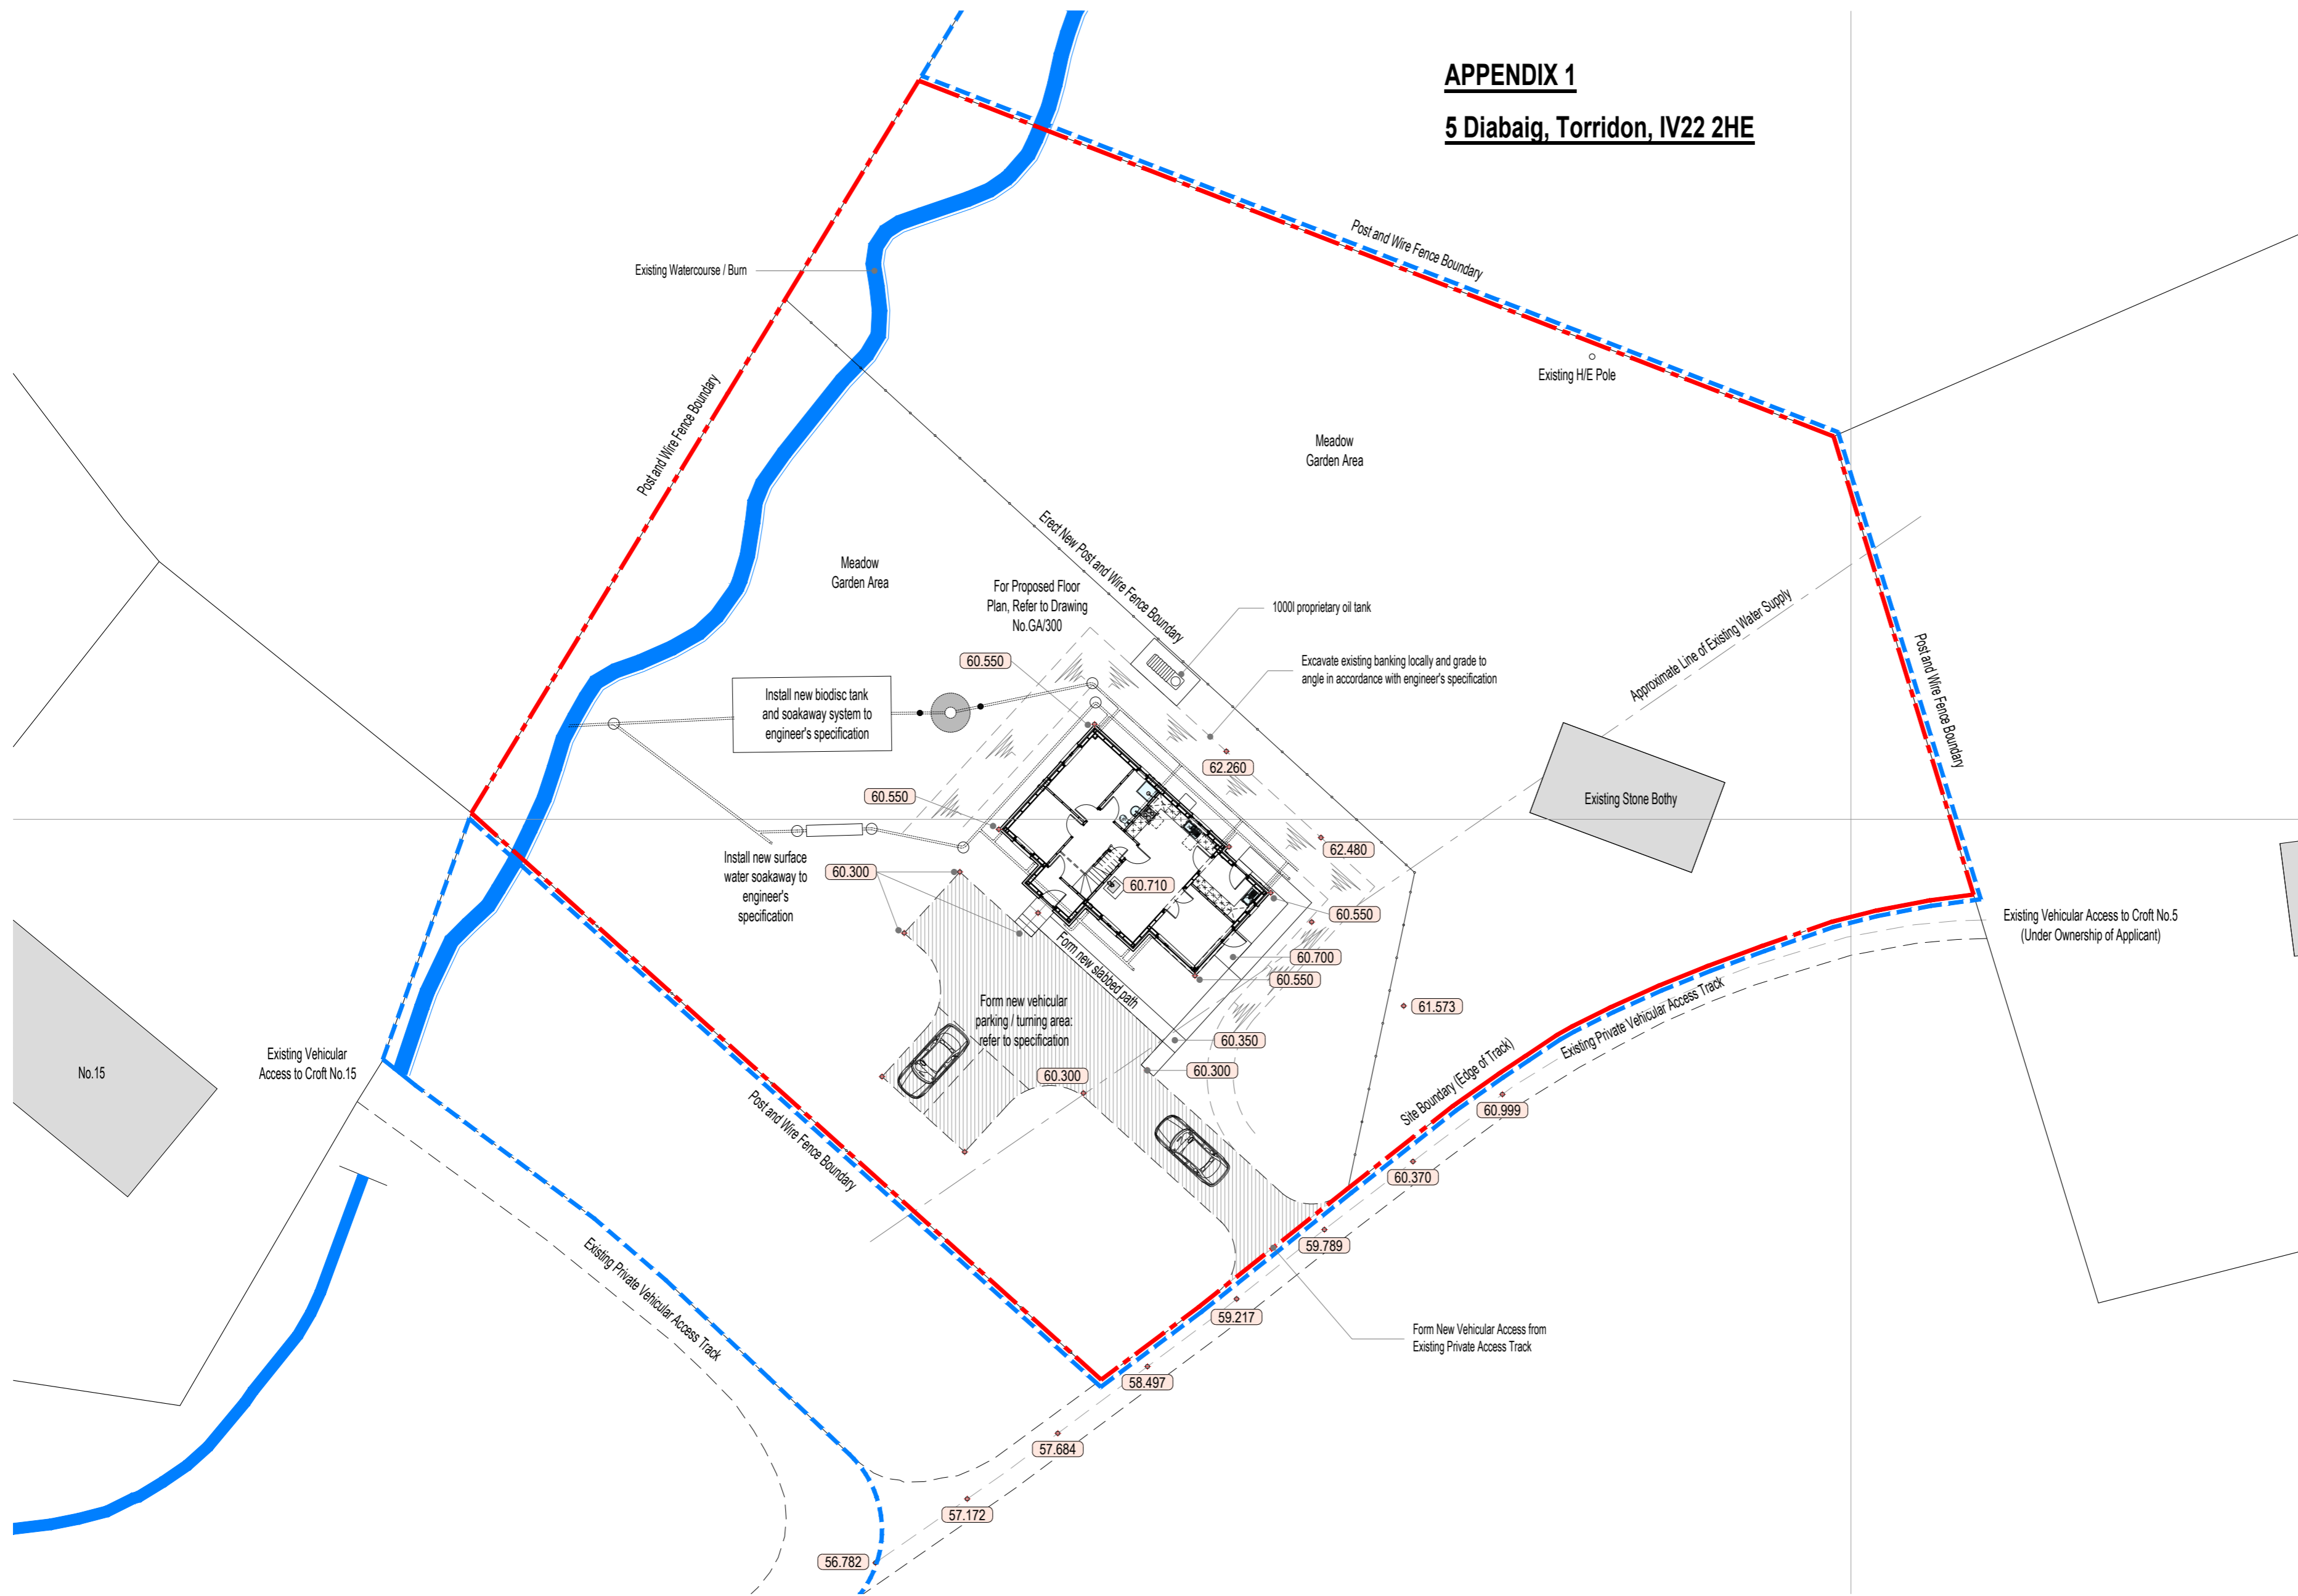 APPENDIX 1
5 Diabaig, Torridon, IV22 2HE
Post and Wire Fence Boundary
Existing Watercourse / Burn
Existing H/E Pole
Post and Wire Fence Boundary
Meadow
Garden Area
Erect New Post and Wire Fence Boundary
Meadow
Garden Area
For Proposed Floor
Plan, Refer to Drawing
No.GA/300
1000l proprietary oil tank
Approximate Line of Existing Water Supply
60.550
Excavate existing banking locally and grade to
angle in accordance with engineer's specification
Post and Wire Fence Boundary
Install new biodisc tank
and soakaway system to
engineer's specification
62.260
60.550
Existing Stone Bothy
62.480
Install new surface
water soakaway to
engineer's
specification
60.300
60.710
60.550
Existing Vehicular Access to Croft No.5
(Under Ownership of Applicant)
Form new slabbed path
60.700
60.550
Form new vehicular
parking / turning area:
refer to specification
61.573
Existing Private Vehicular Access Track
60.350
Existing Vehicular
Access to Croft No.15
No.15
60.300
60.300
Site Boundary (Edge of Track)
60.999
Post and Wire Fence Boundary
60.370
59.789
Existing Private Vehicular Access Track
59.217
Form New Vehicular Access from
Existing Private Access Track
58.497
57.684
57.172
56.782